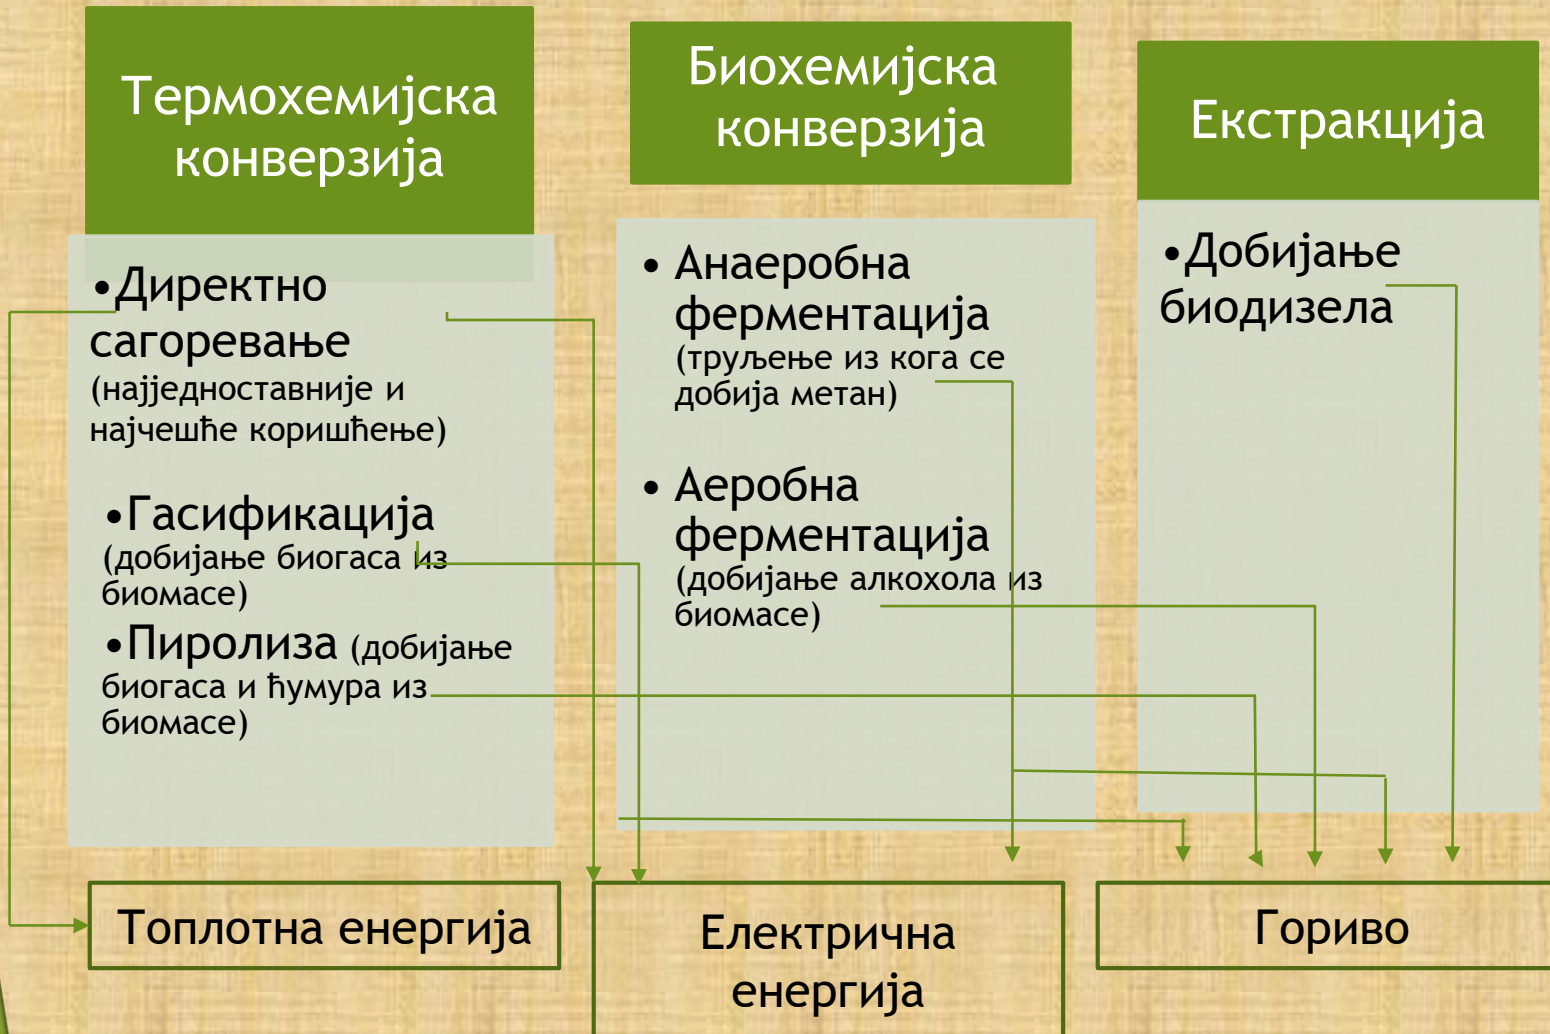 Термохемијска
конверзија
•Директно
сагоревање
(најједноставније и
најчешће коришћење)
•Гасификација
(добијање биогаса из
биомасе)
•Пиролиза (добијање
биогаса и ћумура из
биомасе)
Биохемијска
конверзија
• Анаеробна
ферментација
(труљење из кога се
добија метан)
• Аеробна
ферментација
(добијање алкохола из
биомасе)
Екстракција
•Добијање
биодизела
Топлотна енергија
Електрична
енергија
Гориво